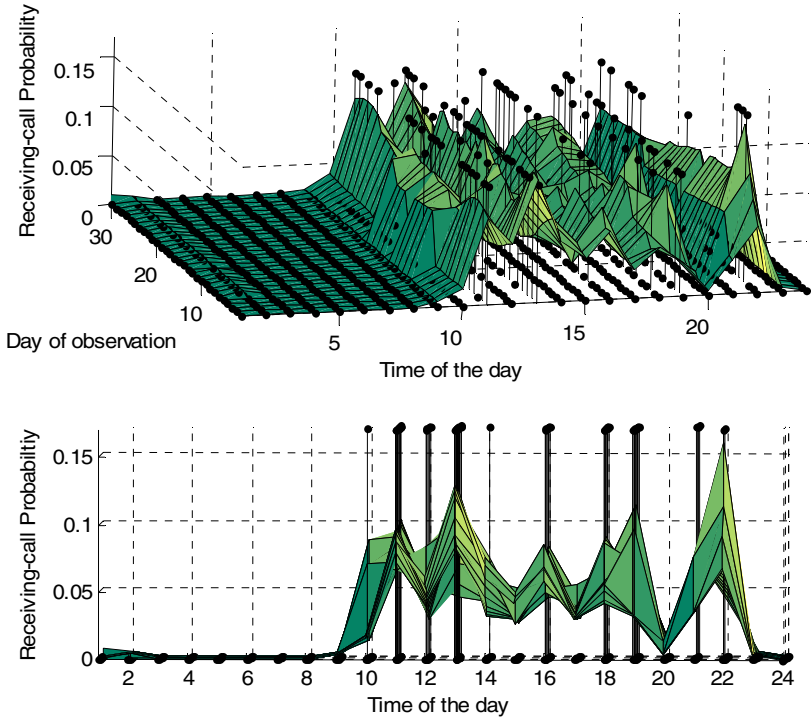 Receiving-call Probability
0.15
0.1
0.05
0
30
20
10
Day of observation
5
10
15
20
Time of the day
Receiving-call Probabiltiy
0.15
0.1
0.05
0
2 4 6 8 10 12 14 16 18 20 22 24
Time of the day